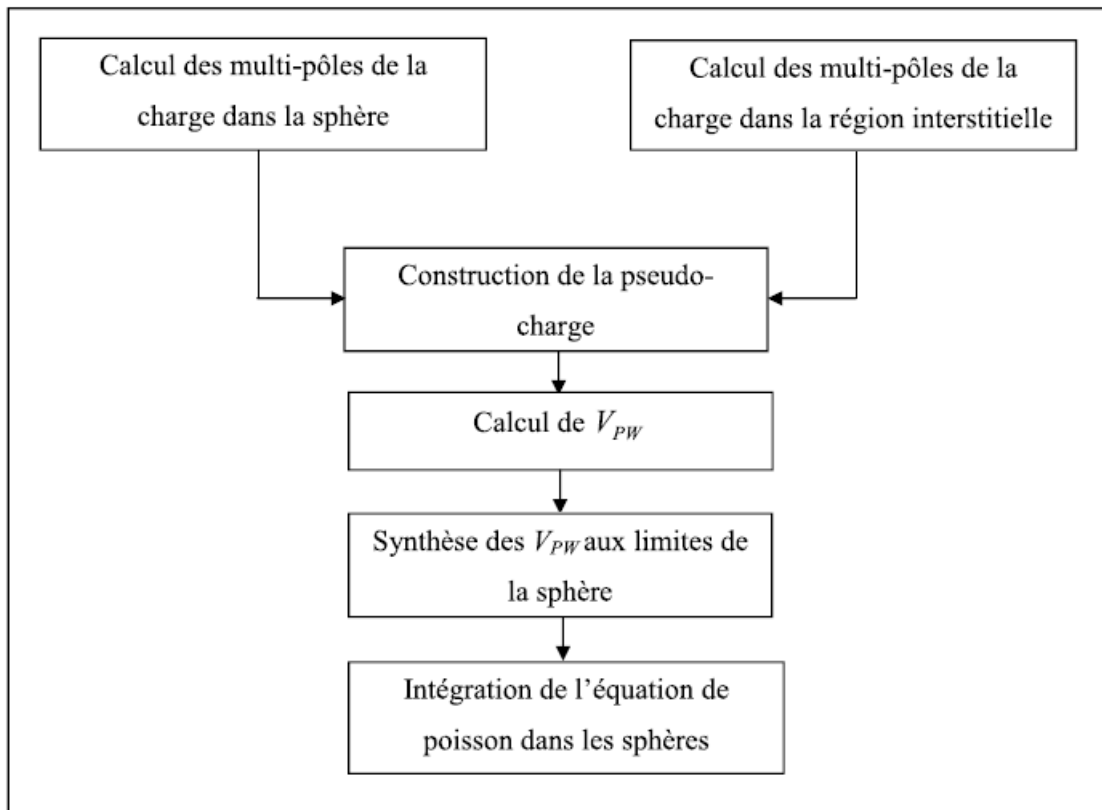 Calcul des multi-pôles de la
charge dans la sphère
Calcul des multi-pôles de la
charge dans la région interstitielle
Construction de la pseudo-
charge
Calcul de V_PW
Synthèse des V_PW aux limites de
la sphère
Intégration de l’équation de
poisson dans les sphères